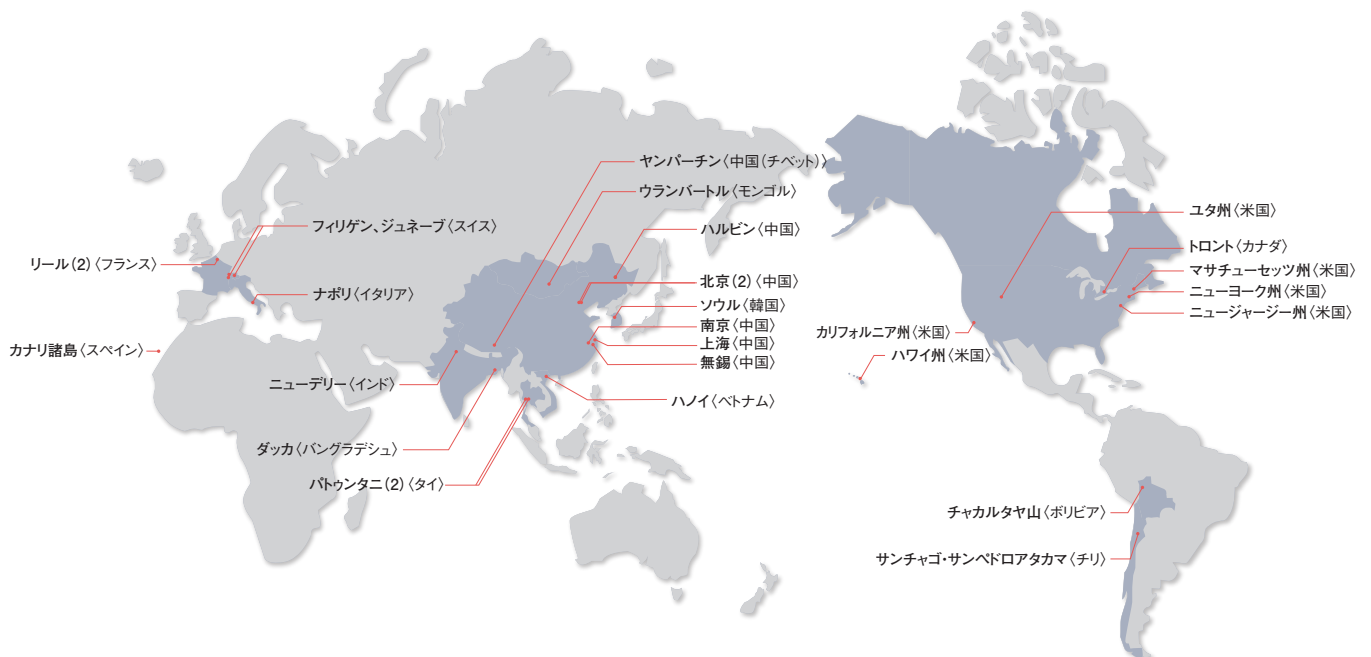 ヤンパーチン〈中国(チベット)〉
ウランバートル〈モンゴル〉
フィリゲン、ジュネーブ〈スイス〉
ハルビン〈中国〉
リール(2)〈フランス〉
北京(2)〈中国〉
ナポリ〈イタリア〉
ソウル〈韓国〉
南京〈中国〉
上海〈中国〉
カナリ諸島〈スペイン〉
無錫〈中国〉
ニューデリー〈インド〉
ハノイ〈ベトナム〉
ダッカ〈バングラデシュ〉
パトゥンタニ(2)〈タイ〉
ユタ州〈米国〉
トロント〈カナダ〉
マサチューセッツ州〈米国〉
ニューヨーク州〈米国〉
ニュージャージー州〈米国〉
カリフォルニア州〈米国〉
ハワイ州〈米国〉
チャカルタヤ山〈ボリビア〉
サンチャゴ・サンペドロアタカマ〈チリ〉